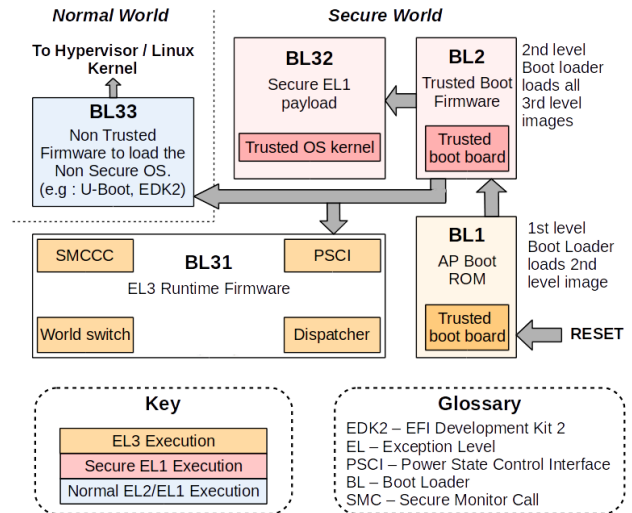 Normal World
Secure World
To Hypervisor / Linux
Kernel
BL33
Non Trusted
Firmware to load the
Non Secure OS.
(e.g : U-Boot, EDK2)
BL32
Secure EL1
payload
Trusted OS kernel
BL2
Trusted Boot
Firmware
Trusted
boot board
2nd level
Boot loader
loads all
3rd level
images
SMCCC
BL31
PSCI
EL3 Runtime Firmware
World switch
Dispatcher
BL1
AP Boot
ROM
Trusted
boot board
1st level
Boot Loader
loads 2nd
level image
RESET
Key
EL3 Execution
Secure EL1 Execution
Normal EL2/EL1 Execution
Glossary
EDK2 – EFI Development Kit 2
EL – Exception Level
PSCI – Power State Control Interface
BL – Boot Loader
SMC – Secure Monitor Call